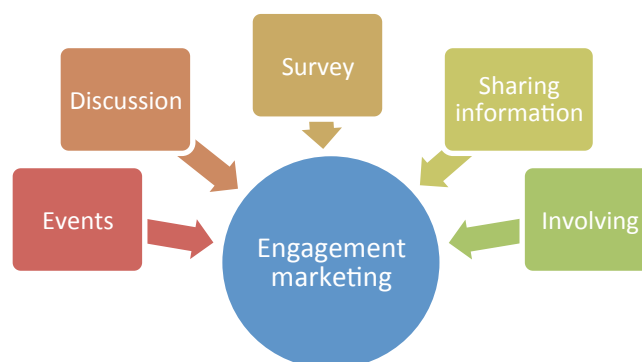 Survey
Discussion
Sharing
information
Events
Involving
Engagement
marketing